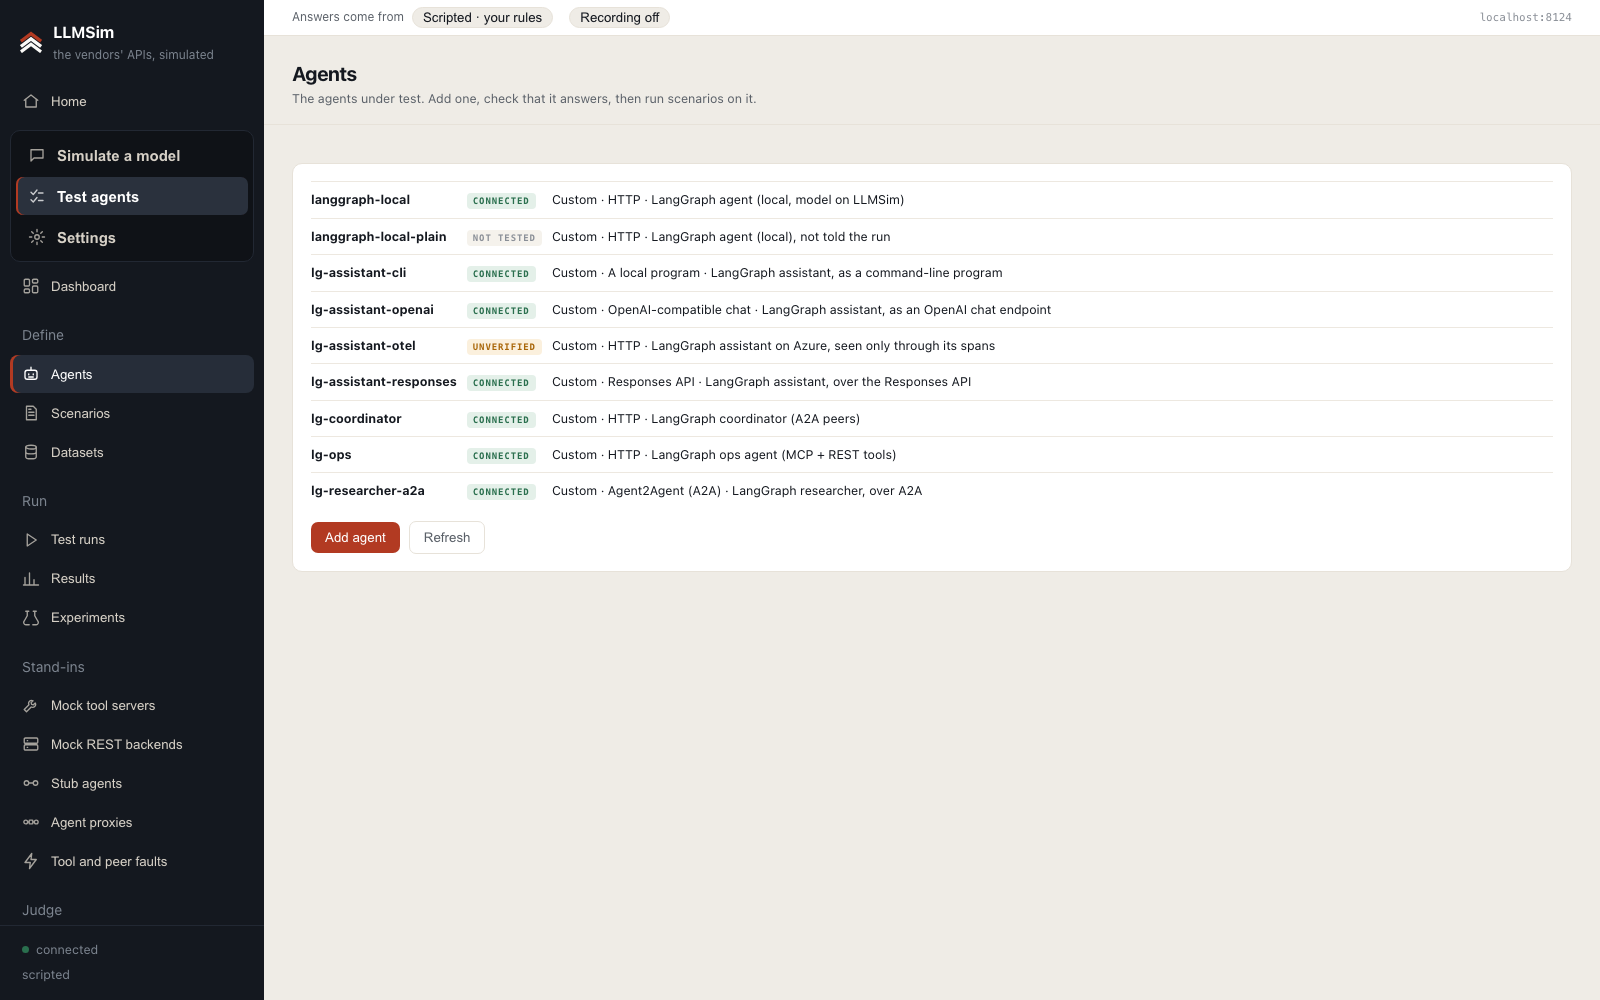 LLMSim
the vendors' APIs, simulated
Home
Simulate a model
Test agents
Settings
Dashboard
Define
Agents
Scenarios
Datasets
Run
Test runs
Results
Experiments
Stand-ins
Mock tool servers
Mock REST backends
Stub agents
Agent proxies
Tool and peer faults
Judge
connected
scripted
Answers come from Scripted · your rules Recording off localhost:8124
Agents
The agents under test. Add one, check that it answers, then run scenarios on it.
langgraph-local CONNECTED Custom · HTTP · LangGraph agent (local, model on LLMSim)
langgraph-local-plain NOT TESTED Custom · HTTP · LangGraph agent (local), not told the run
lg-assistant-cli CONNECTED Custom · A local program · LangGraph assistant, as a command-line program
lg-assistant-openai CONNECTED Custom · OpenAI-compatible chat · LangGraph assistant, as an OpenAI chat endpoint
lg-assistant-otel UNVERIFIED Custom · HTTP · LangGraph assistant on Azure, seen only through its spans
lg-assistant-responses CONNECTED Custom · Responses API · LangGraph assistant, over the Responses API
lg-coordinator CONNECTED Custom · HTTP · LangGraph coordinator (A2A peers)
lg-ops CONNECTED Custom · HTTP · LangGraph ops agent (MCP + REST tools)
lg-researcher-a2a CONNECTED Custom · Agent2Agent (A2A) · LangGraph researcher, over A2A
Add agent Refresh